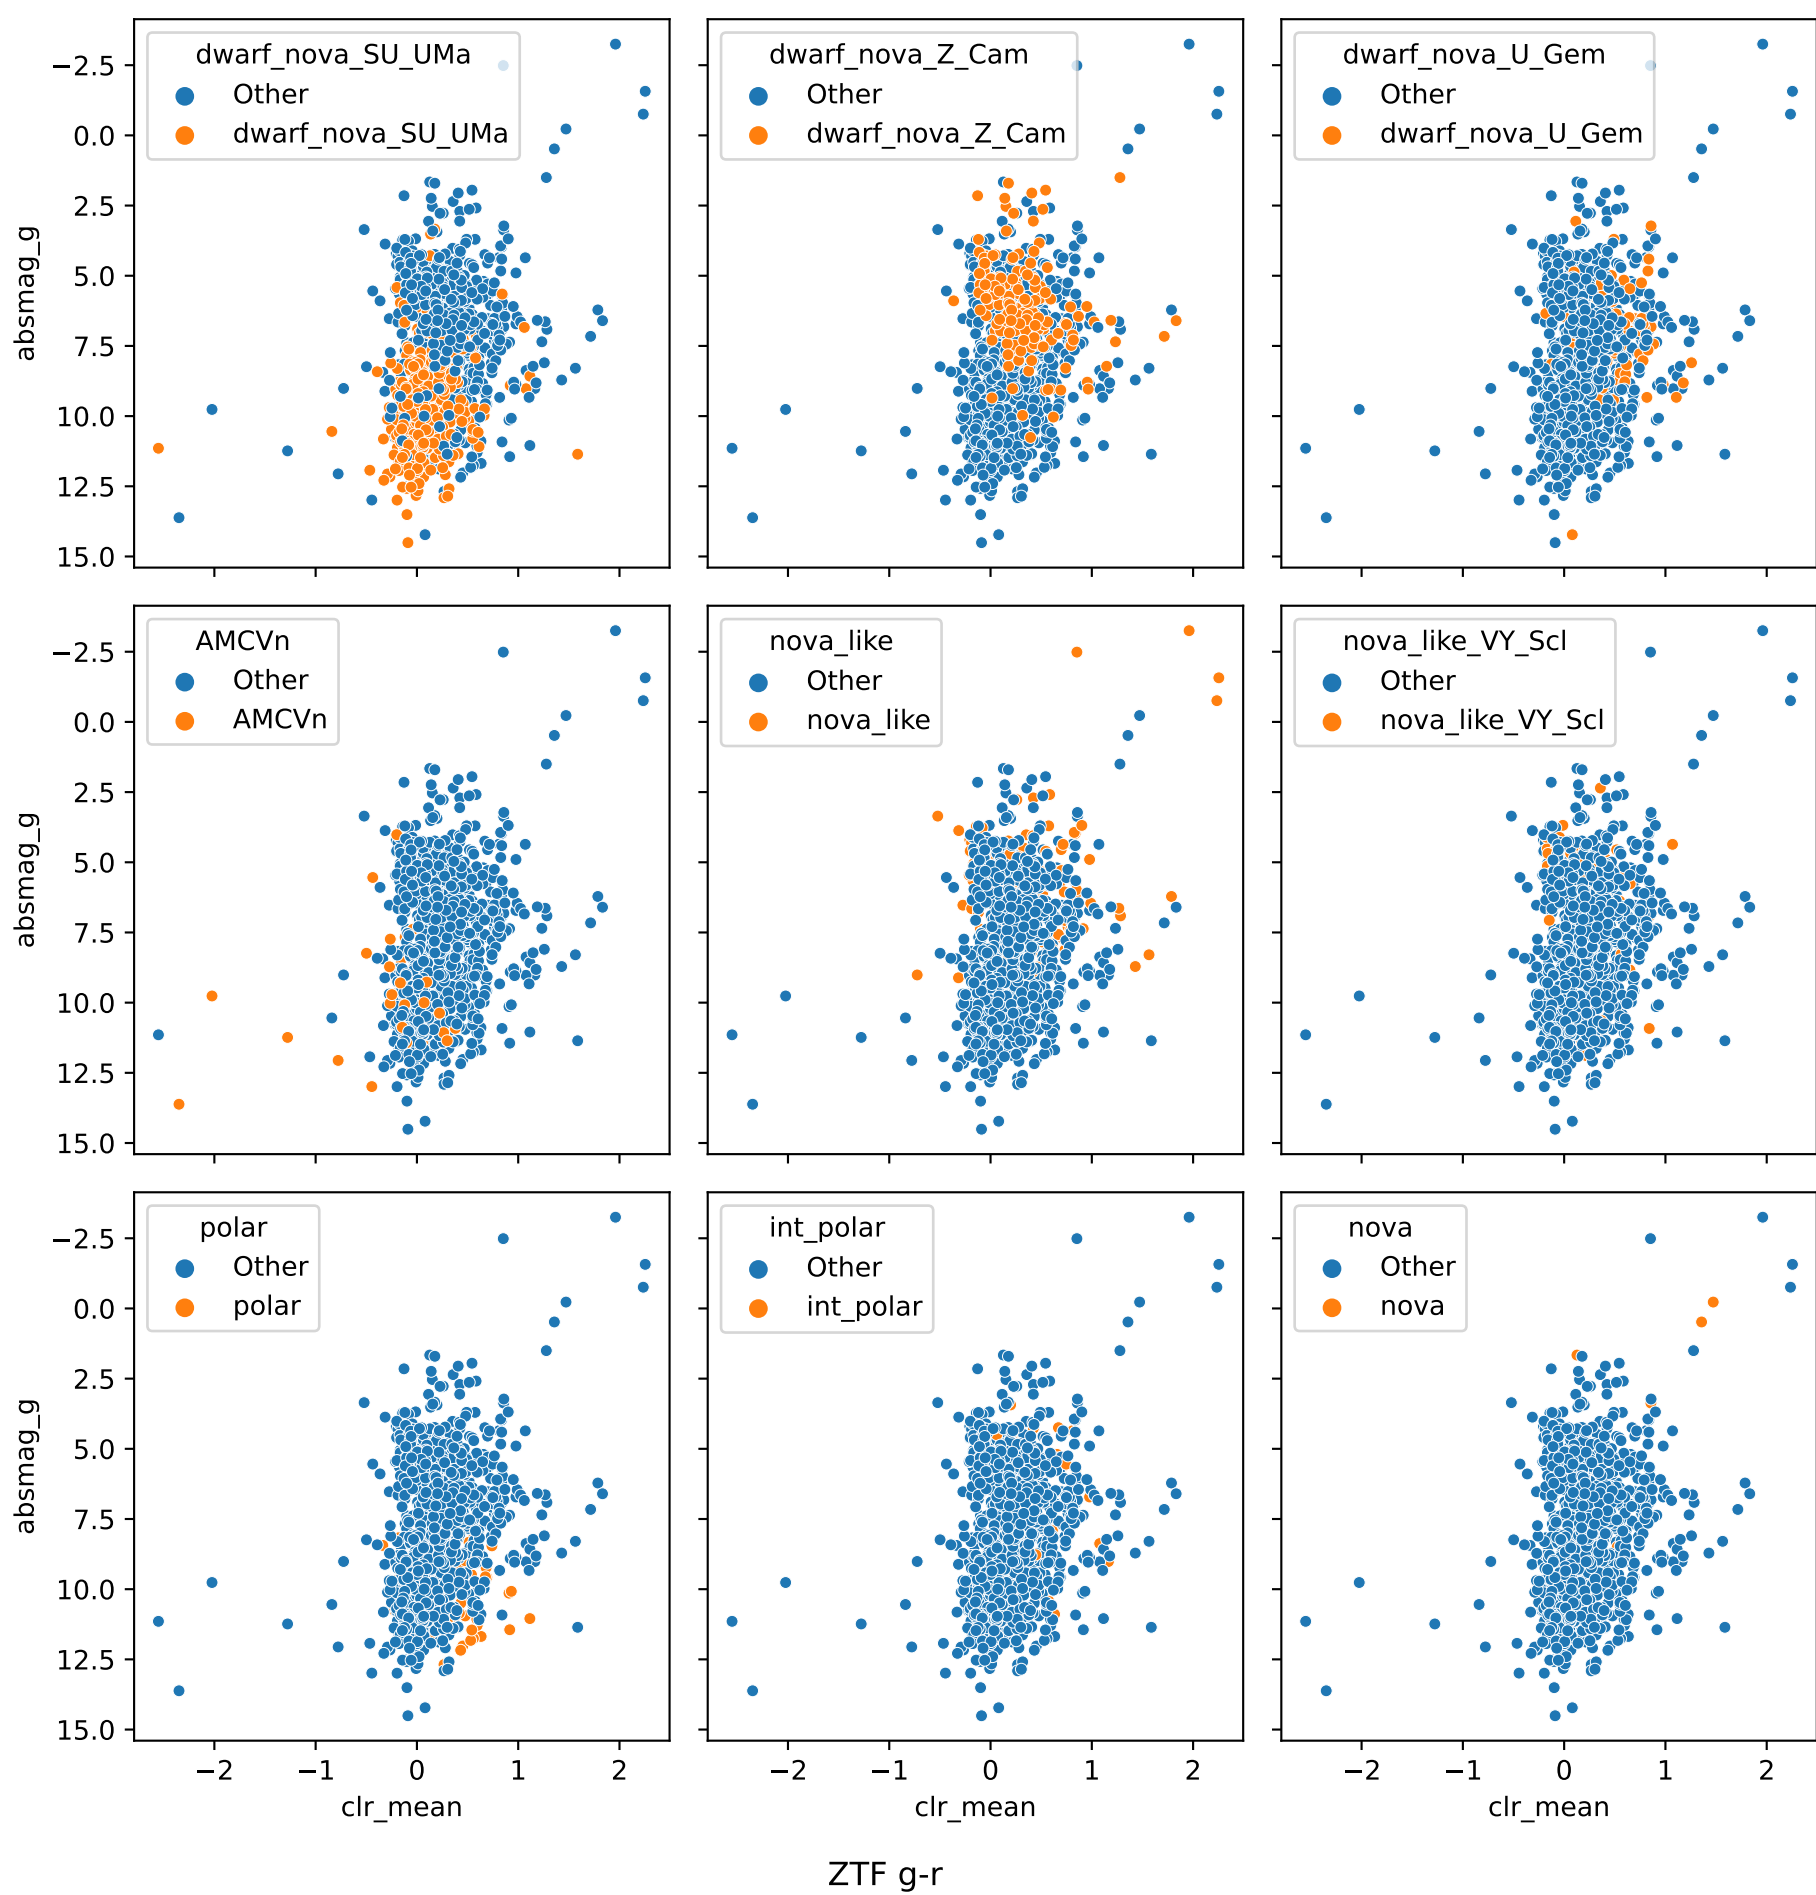 dwarf_nova_SU_UMa
Other
dwarf_nova_SU_UMa
dwarf_nova_Z_Cam
Other
dwarf_nova_Z_Cam
dwarf_nova_U_Gem
Other
dwarf_nova_U_Gem
−2.5
0.0
2.5
5.0
7.5
10.0
12.5
15.0
absmag_g
AMCVn
Other
AMCVn
nova_like
Other
nova_like
nova_like_VY_Scl
Other
nova_like_VY_Scl
−2.5
0.0
2.5
5.0
7.5
10.0
12.5
15.0
absmag_g
polar
Other
polar
int_polar
Other
int_polar
nova
Other
nova
−2.5
0.0
2.5
5.0
7.5
10.0
12.5
15.0
absmag_g
−2 −1 0 1 2
−2 −1 0 1 2
−2 −1 0 1 2
clr_mean
clr_mean
clr_mean
ZTF g-r